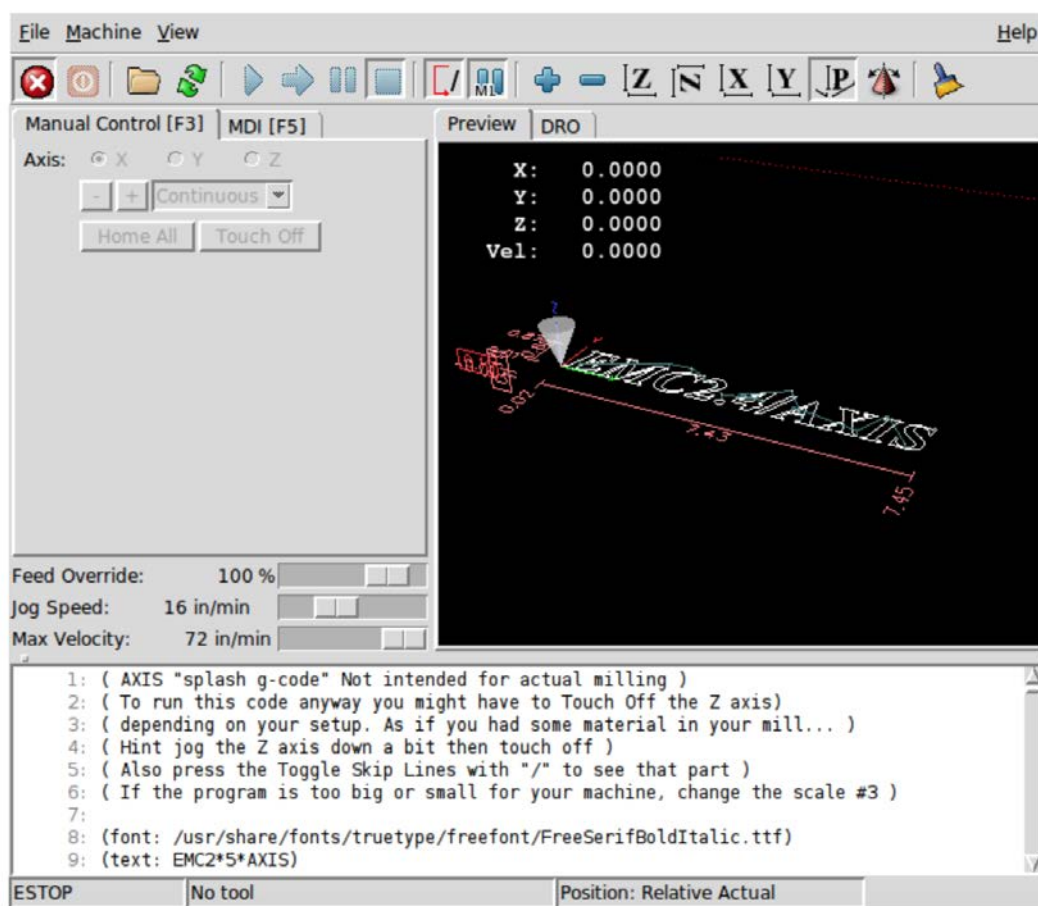 File Machine View Help
Z N X Y P
Manual Control [F3] MDI [F5]
Preview DRO
Axis: X Y Z
- + Continuous
Home All Touch Off
X: 0.0000
Y: 0.0000
Z: 0.0000
Vel: 0.0000
Z
EMC2.4/AXIS
0.02
7.43
7.45
Feed Override: 100 %
Jog Speed: 16 in/min
Max Velocity: 72 in/min
1: ( AXIS "splash g-code" Not intended for actual milling )
2: ( To run this code anyway you might have to Touch Off the Z axis)
3: ( depending on your setup. As if you had some material in your mill... )
4: ( Hint jog the Z axis down a bit then touch off )
5: ( Also press the Toggle Skip Lines with "/" to see that part )
6: ( If the program is too big or small for your machine, change the scale #3 )
7:
8: (font: /usr/share/fonts/truetype/freefont/FreeSerifBoldItalic.ttf)
9: (text: EMC2*5*AXIS)
ESTOP No tool Position: Relative Actual